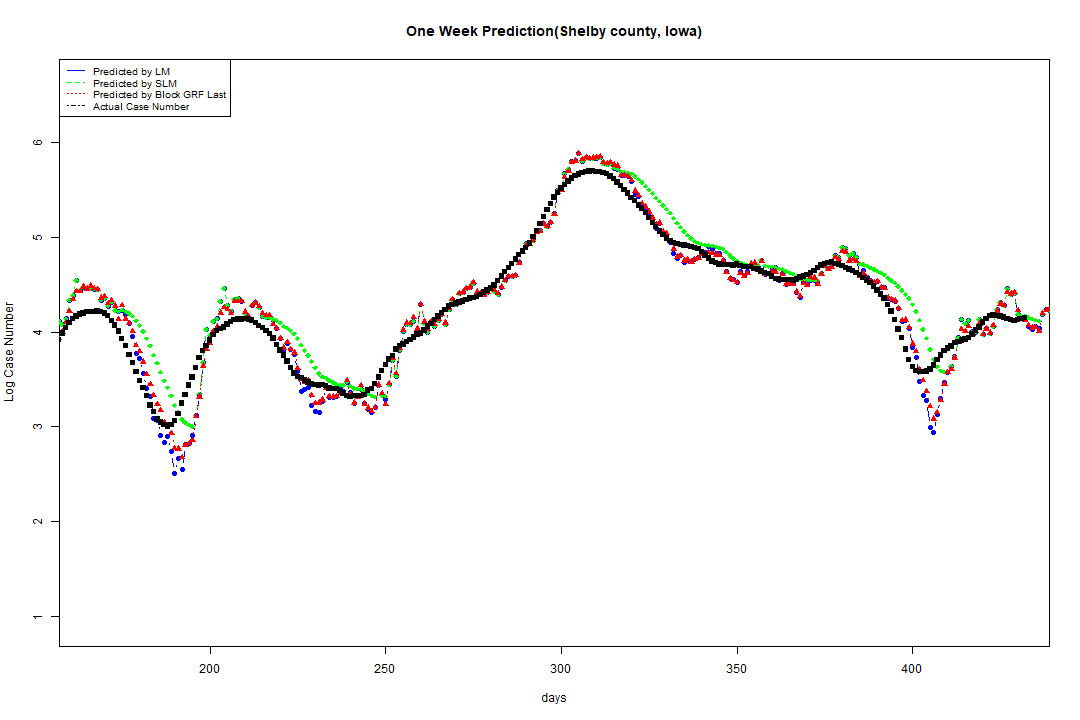 One Week Prediction(Shelby county, Iowa)
Predicted by LM
Predicted by SLM
Predicted by Block GRF Last
Actual Case Number
Log Case Number
6
5
4
3
2
1
200 250 300 350 400
days